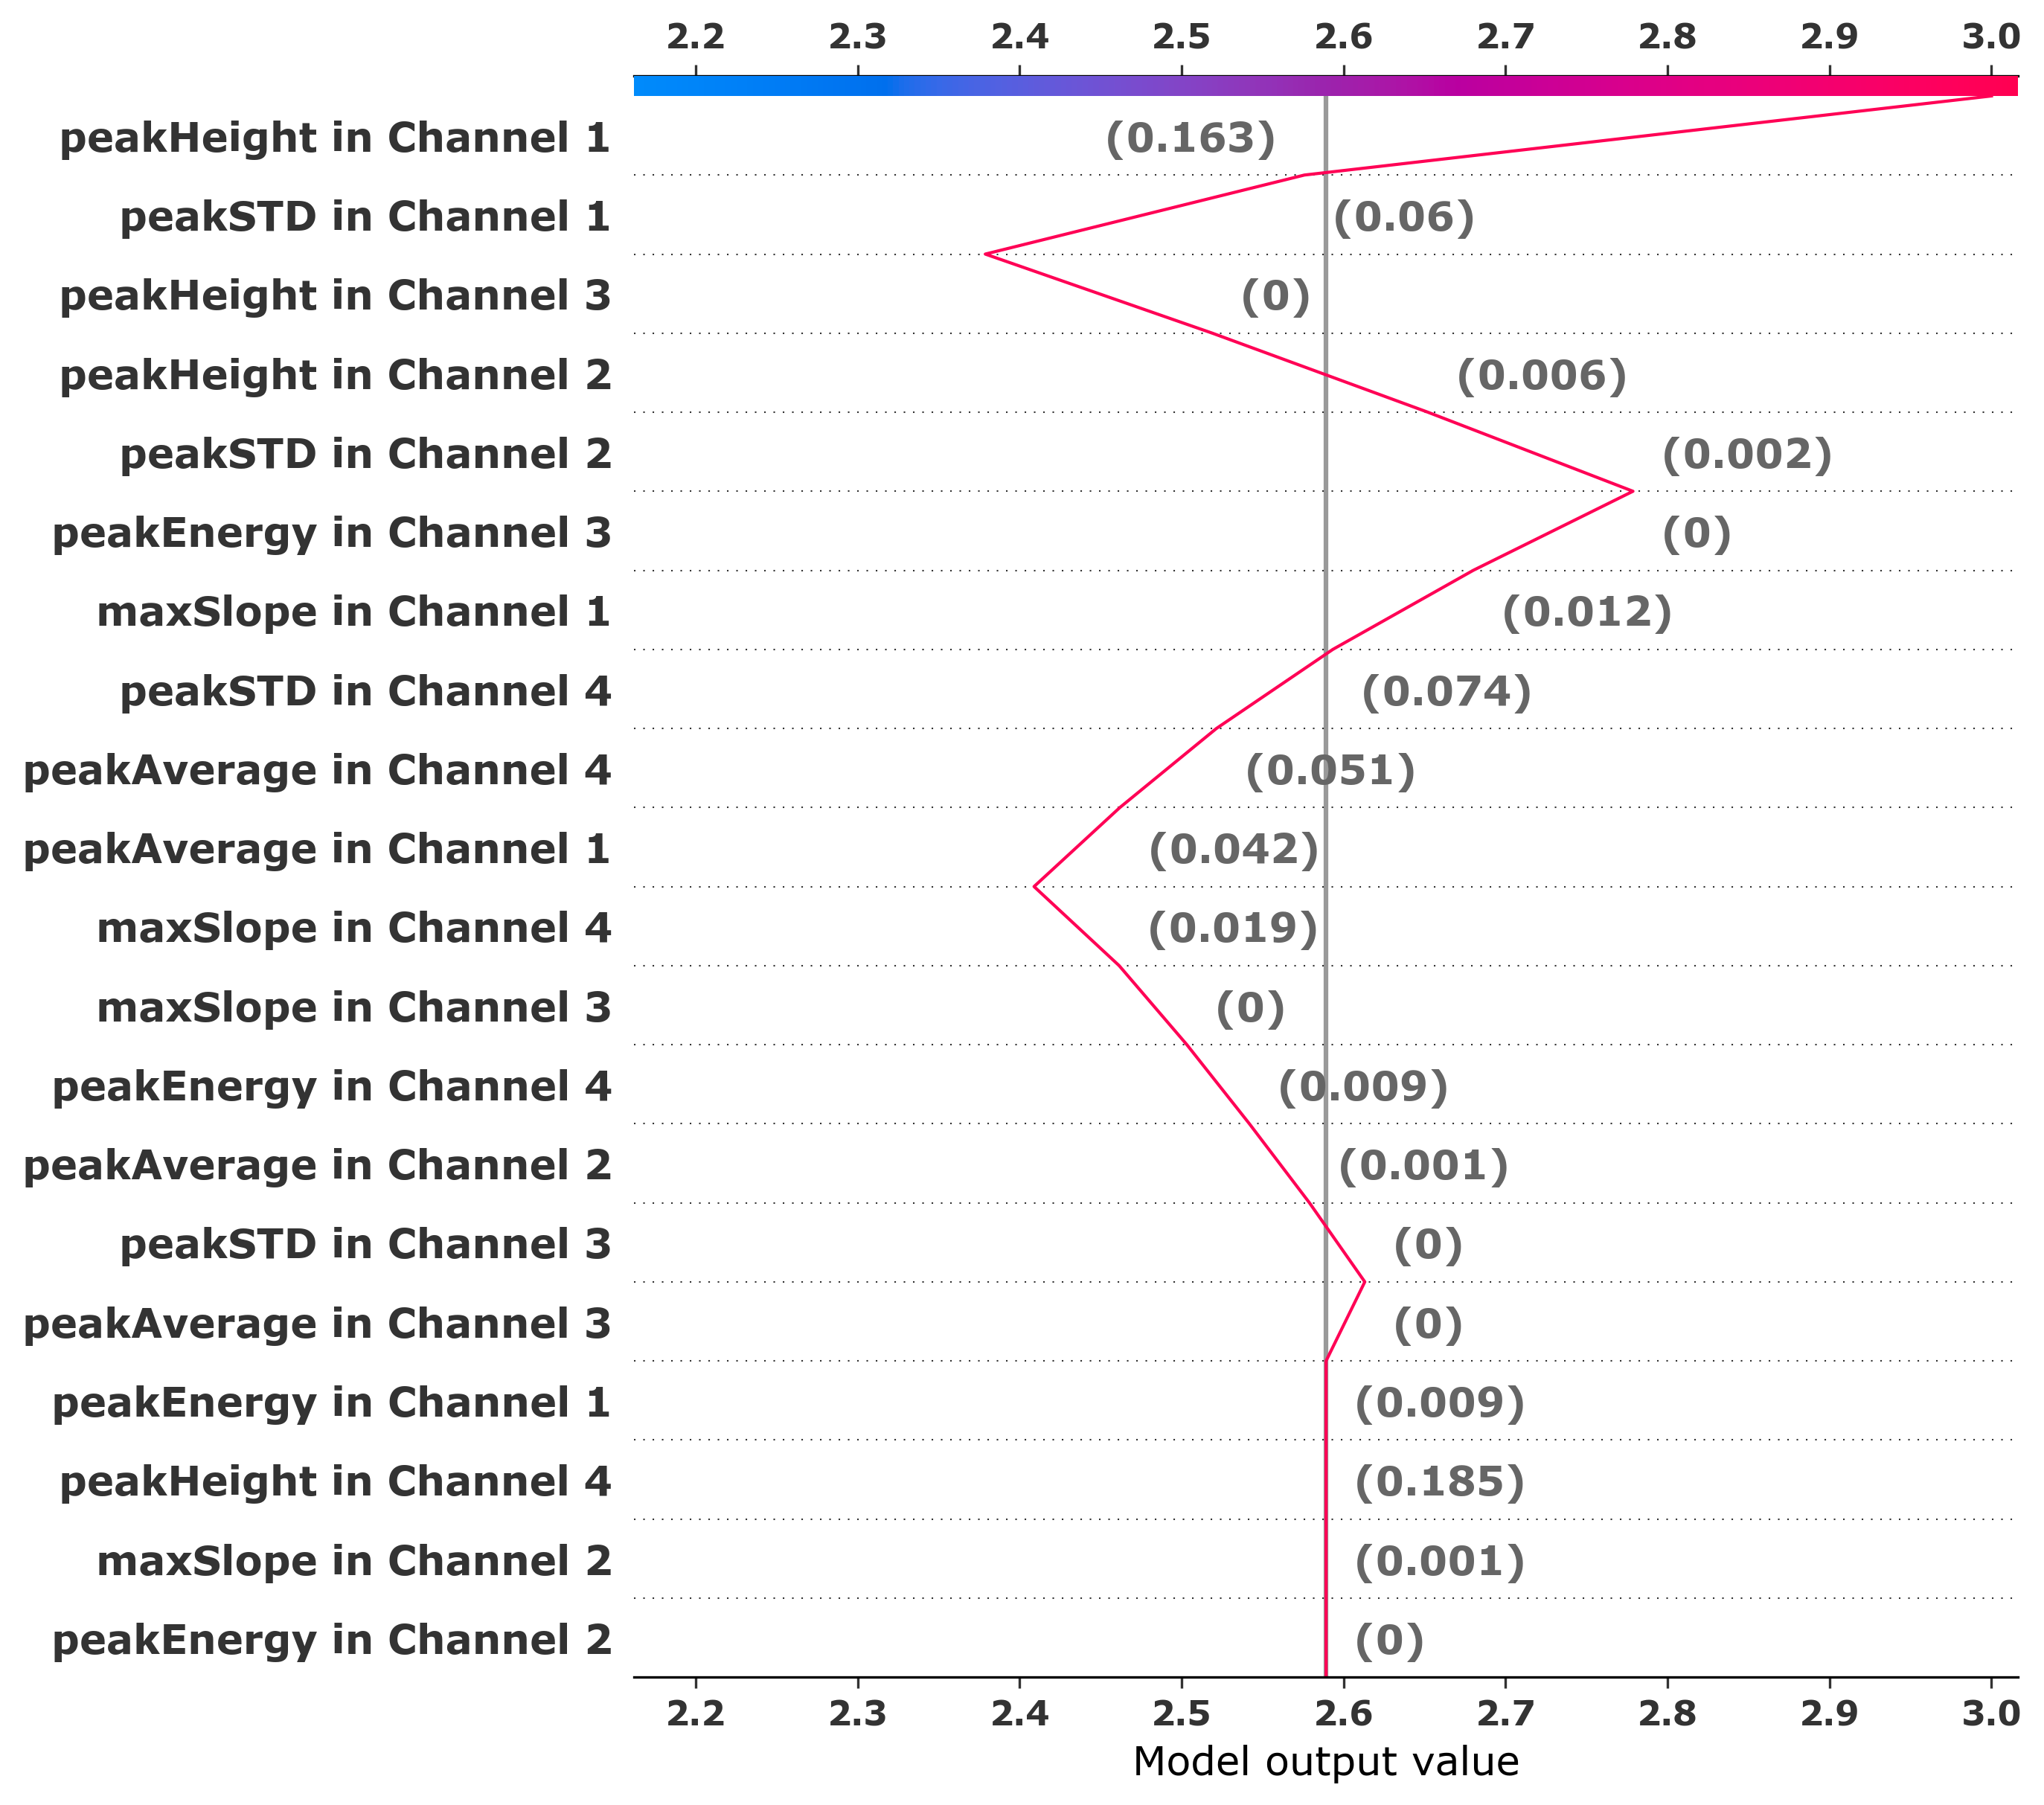 2.2 2.3 2.4 2.5 2.6 2.7 2.8 2.9 3.0
peakHeight in Channel 1 (0.163)
peakSTD in Channel 1 (0.06)
peakHeight in Channel 3 (0)
peakHeight in Channel 2 (0.006)
peakSTD in Channel 2 (0.002)
peakEnergy in Channel 3 (0)
maxSlope in Channel 1 (0.012)
peakSTD in Channel 4 (0.074)
peakAverage in Channel 4 (0.051)
peakAverage in Channel 1 (0.042)
maxSlope in Channel 4 (0.019)
maxSlope in Channel 3 (0)
peakEnergy in Channel 4 (0.009)
peakAverage in Channel 2 (0.001)
peakSTD in Channel 3 (0)
peakAverage in Channel 3 (0)
peakEnergy in Channel 1 (0.009)
peakHeight in Channel 4 (0.185)
maxSlope in Channel 2 (0.001)
peakEnergy in Channel 2 (0)
2.2 2.3 2.4 2.5 2.6 2.7 2.8 2.9 3.0
Model output value